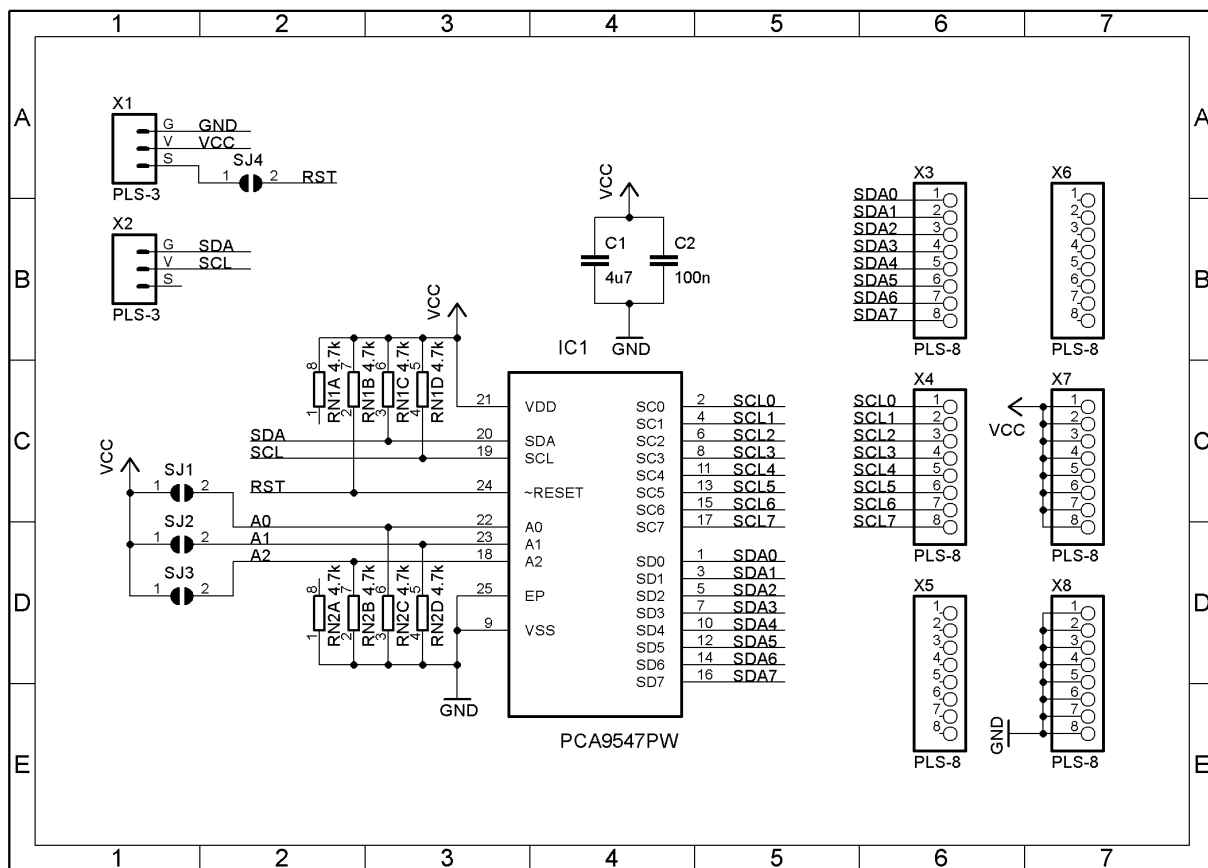 1 2 3 4 5 6 7
A A
X1
G GND
V VCC
S
SJ4
1 2 RST
PLS-3
X2
G SDA
V SCL
S
PLS-3
B B
VCC
C1
4u7
C2
100n
GND
X3
SDA0 1
SDA1 2
SDA2 3
SDA3 4
SDA4 5
SDA5 6
SDA6 7
SDA7 8
PLS-8
X6
1
2
3
4
5
6
7
8
PLS-8
VCC
8 RN1A 4.7k 1
7 RN1B 4.7k 2
6 RN1C 4.7k 3
5 RN1D 4.7k 4
C C
SDA
SCL
RST
VCC
SJ1
1 2
SJ2
1 2
SJ3
1 2
A0
A1
A2
8 RN2A 4.7k 1
7 RN2B 4.7k 2
6 RN2C 4.7k 3
5 RN2D 4.7k 4
GND
IC1
21 VDD
20 SDA
19 SCL
24 ~RESET
22 A0
23 A1
18 A2
25 EP
9 VSS
SC0 2 SCL0
SC1 4 SCL1
SC2 6 SCL2
SC3 8 SCL3
SC4 11 SCL4
SC5 13 SCL5
SC6 15 SCL6
SC7 17 SCL7
SD0 1 SDA0
SD1 3 SDA1
SD2 5 SDA2
SD3 7 SDA3
SD4 10 SDA4
SD5 12 SDA5
SD6 14 SDA6
SD7 16 SDA7
PCA9547PW
X4
SCL0 1
SCL1 2
SCL2 3
SCL3 4
SCL4 5
SCL5 6
SCL6 7
SCL7 8
PLS-8
X7
VCC
1
2
3
4
5
6
7
8
PLS-8
D D
X5
1
2
3
4
5
6
7
8
PLS-8
X8
1
2
3
4
5
6
7
8
GND
PLS-8
E E
1 2 3 4 5 6 7